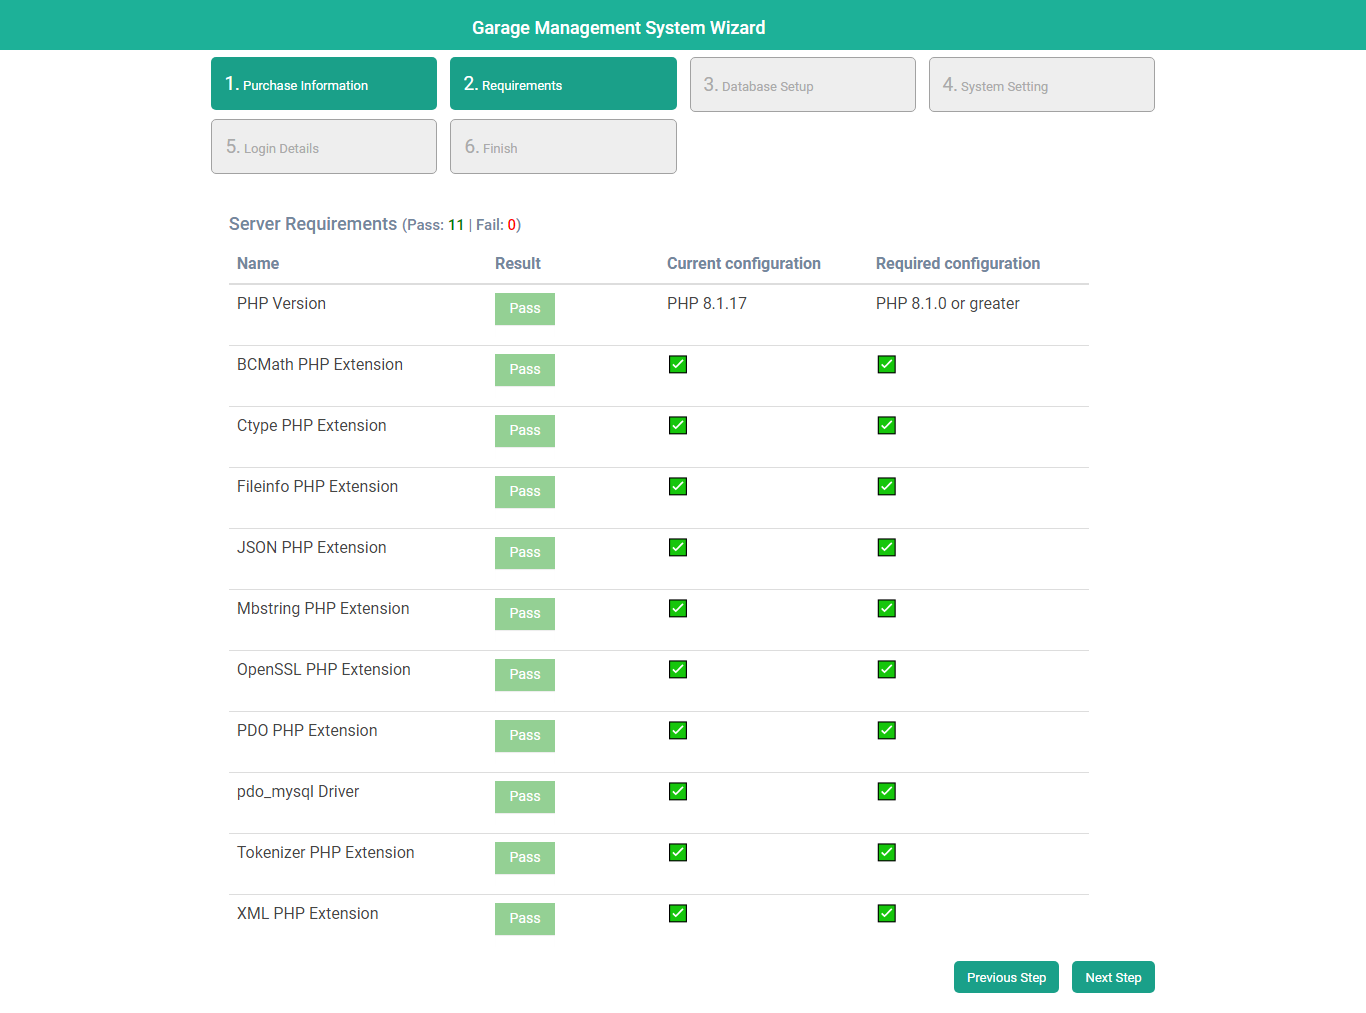 Garage Management System Wizard
1. Purchase Information
2. Requirements
3. Database Setup
4. System Setting
5. Login Details
6. Finish
Server Requirements (Pass: 11 | Fail: 0)
Name Result Current configuration Required configuration
PHP Version Pass PHP 8.1.17 PHP 8.1.0 or greater
BCMath PHP Extension Pass
Ctype PHP Extension Pass
Fileinfo PHP Extension Pass
JSON PHP Extension Pass
Mbstring PHP Extension Pass
OpenSSL PHP Extension Pass
PDO PHP Extension Pass
pdo_mysql Driver Pass
Tokenizer PHP Extension Pass
XML PHP Extension Pass
Previous Step Next Step